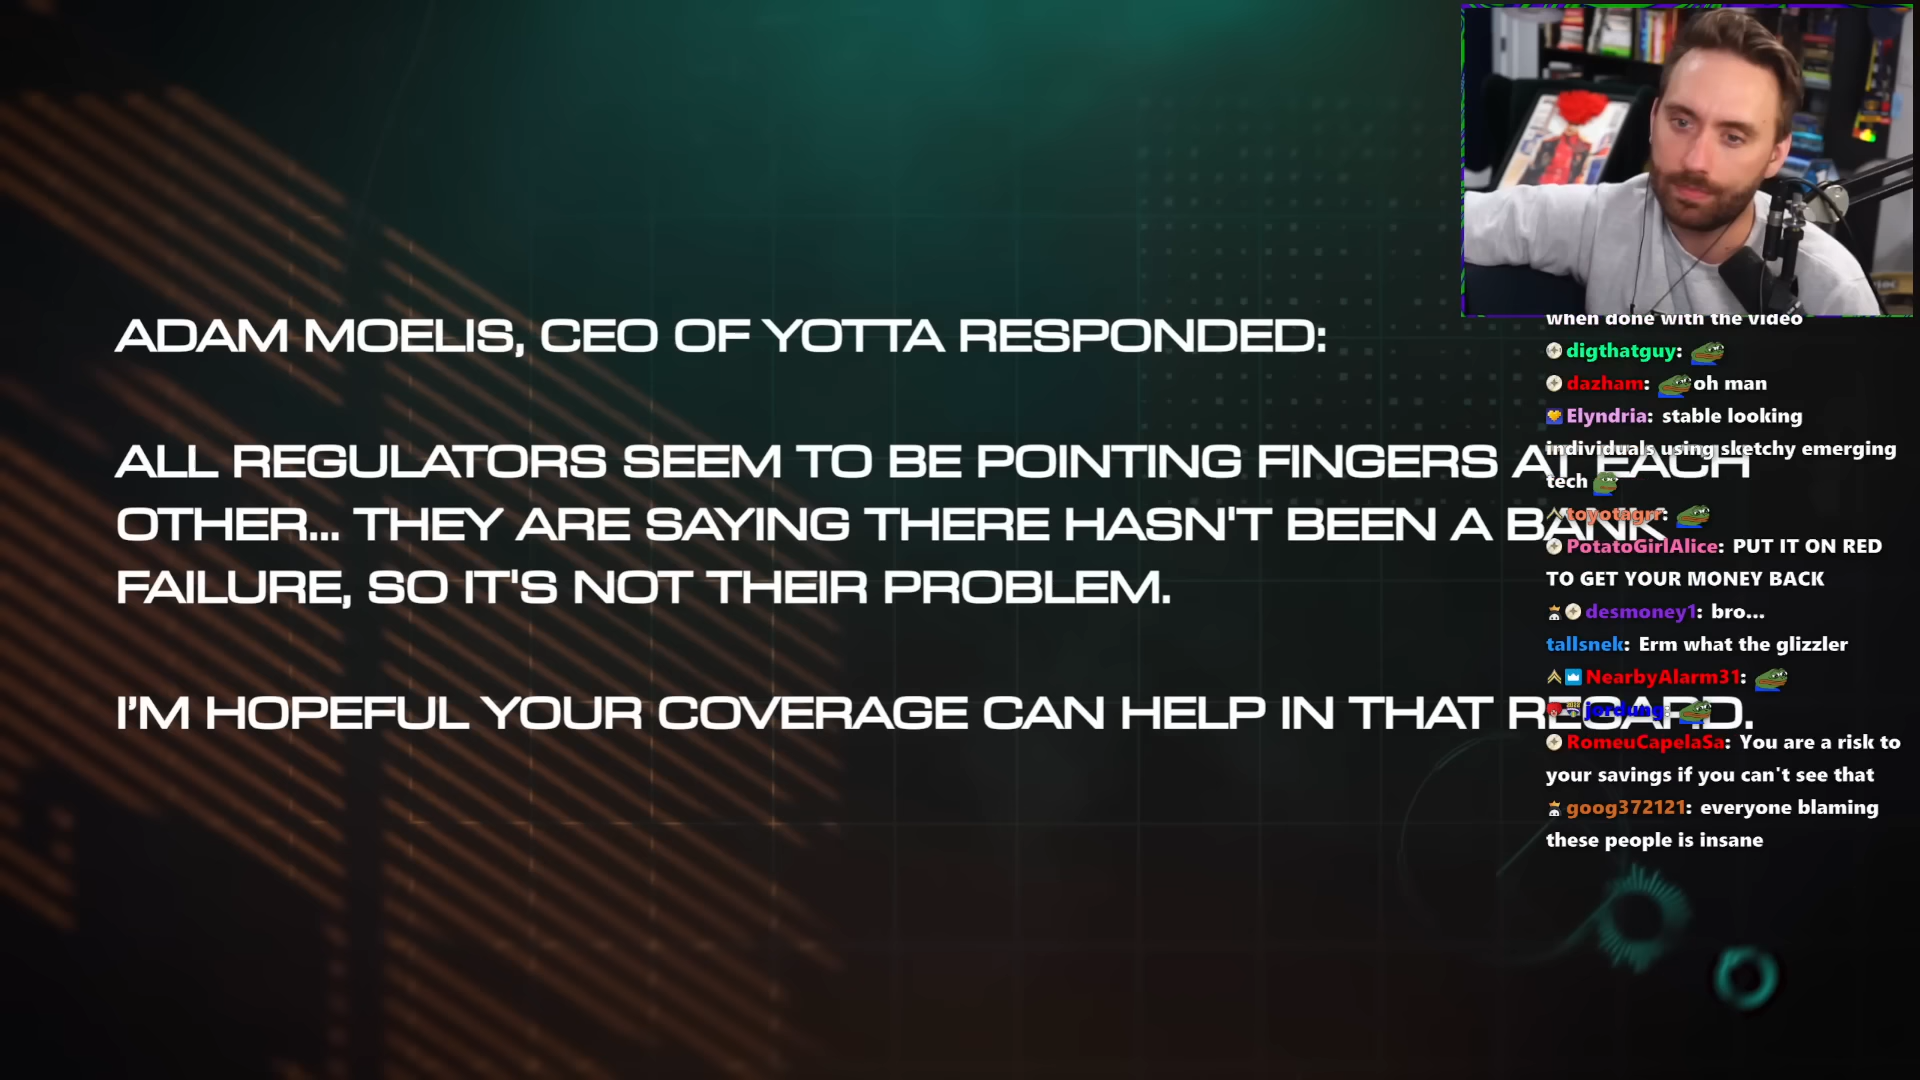 ADAM MOELIS, CEO OF YOTTA RESPONDED:
ALL REGULATORS SEEM TO BE POINTING FINGERS AT EACH
OTHER... THEY ARE SAYING THERE HASN'T BEEN A BANK
FAILURE, SO IT'S NOT THEIR PROBLEM.
I'M HOPEFUL YOUR COVERAGE CAN HELP IN THAT REGARD.
when done with the video
digthatguy:
dazham: oh man
Elyndria: stable looking
individuals using sketchy emerging
tech
toyotagrr:
PotatoGirlAlice: PUT IT ON RED
TO GET YOUR MONEY BACK
desmoney1: bro...
tallsnek: Erm what the glizzler
NearbyAlarm31:
jordung:
RomeuCapelaSa: You are a risk to
your savings if you can't see that
goog372121: everyone blaming
these people is insane